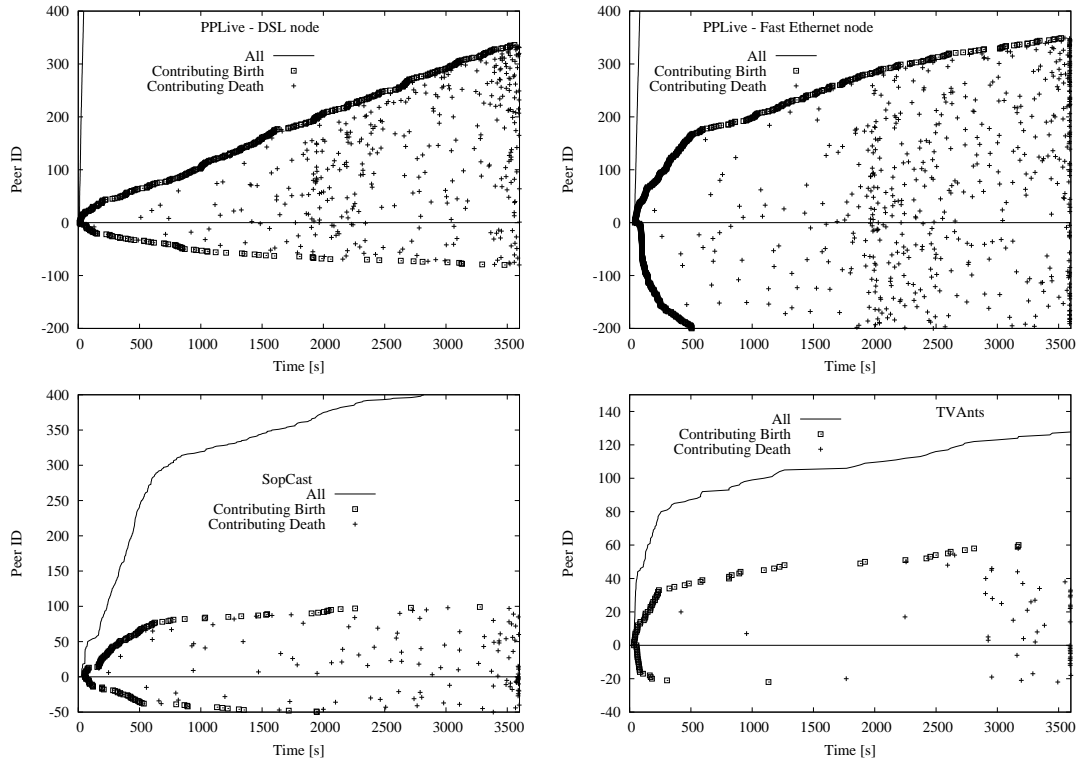 PPLive - DSL node
All
Contributing Birth
Contributing Death
Peer ID
400
300
200
100
0
-100
-200
0 500 1000 1500 2000 2500 3000 3500
Time [s]
PPLive - Fast Ethernet node
All
Contributing Birth
Contributing Death
Peer ID
400
300
200
100
0
-100
-200
0 500 1000 1500 2000 2500 3000 3500
Time [s]
SopCast
All
Contributing Birth
Contributing Death
Peer ID
400
350
300
250
200
150
100
50
0
-50
0 500 1000 1500 2000 2500 3000 3500
Time [s]
TVAnts
All
Contributing Birth
Contributing Death
Peer ID
140
120
100
80
60
40
20
0
-20
-40
0 500 1000 1500 2000 2500 3000 3500
Time [s]